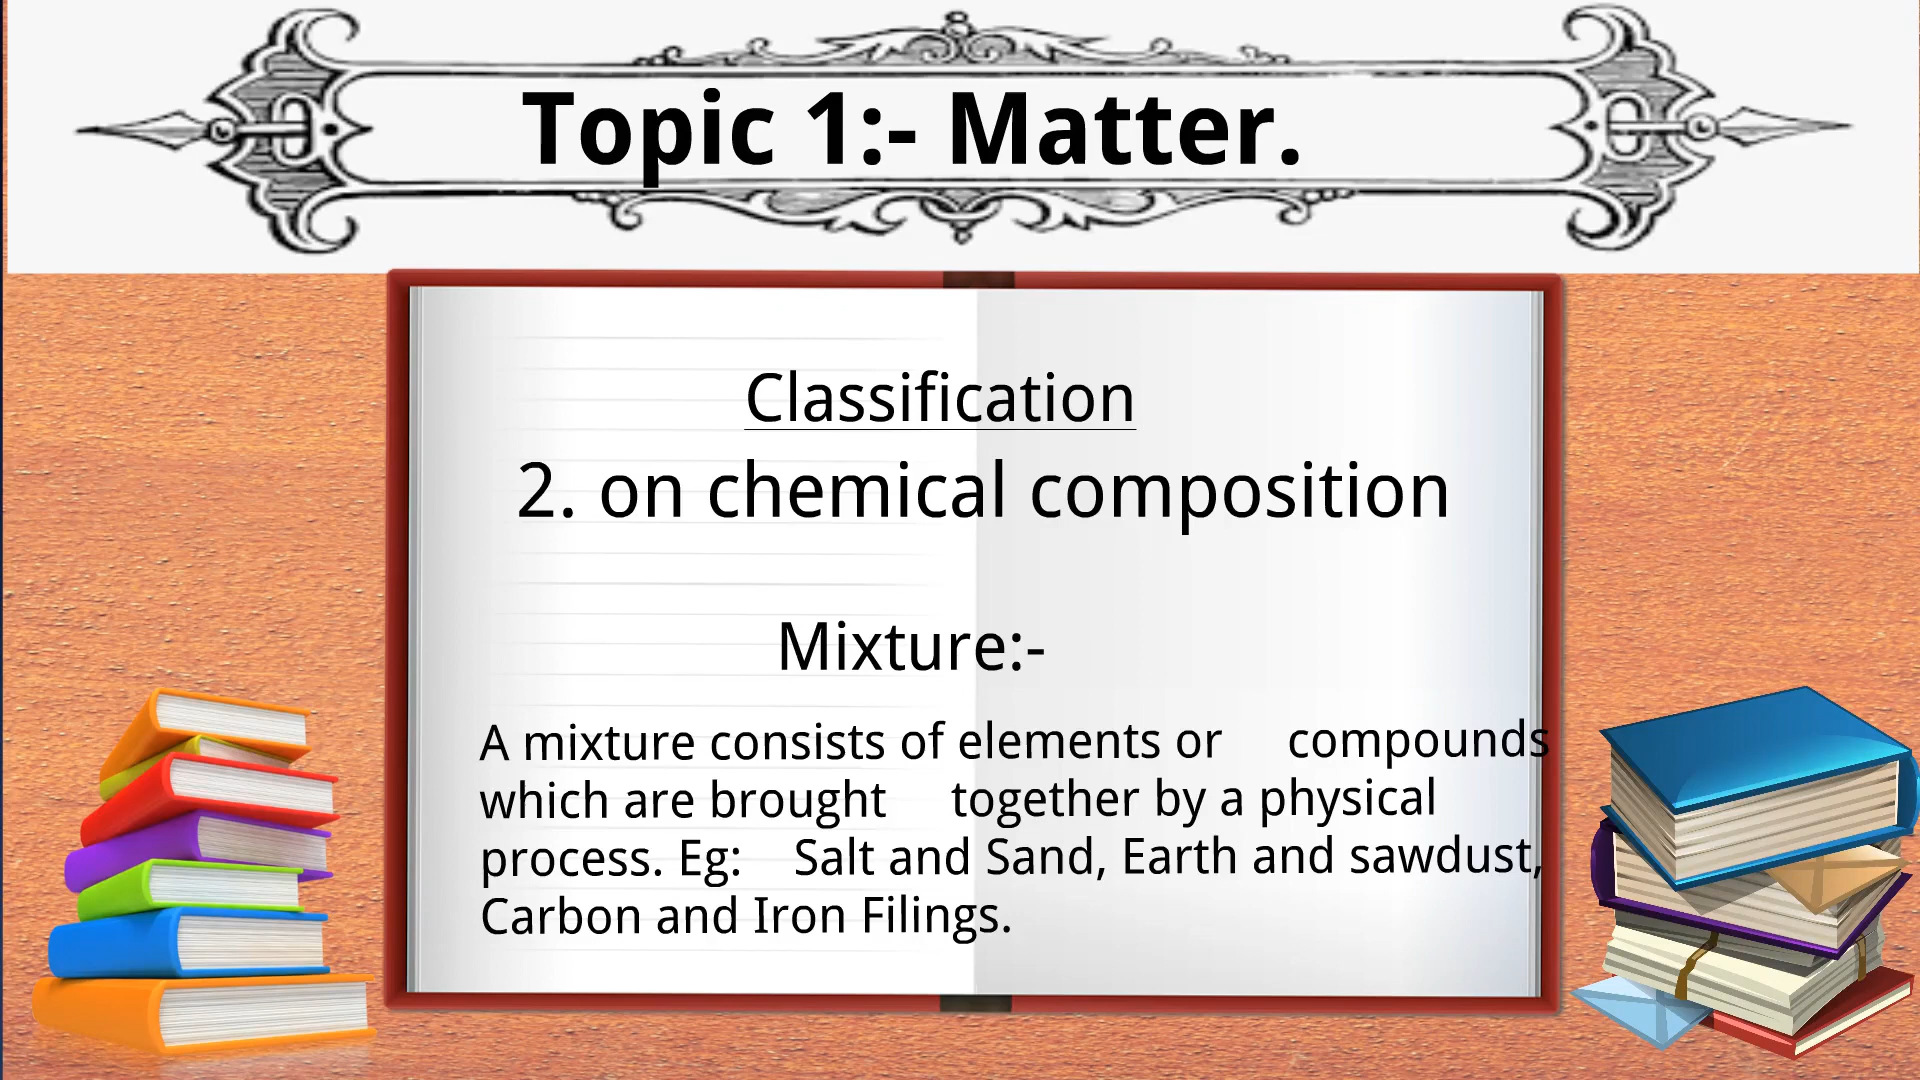 Topic 1:- Matter.
Classification
2. on chemical composition
Mixture:-
A mixture consists of elements or compounds
which are brought together by a physical
process. Eg: Salt and Sand, Earth and sawdust,
Carbon and Iron Filings.